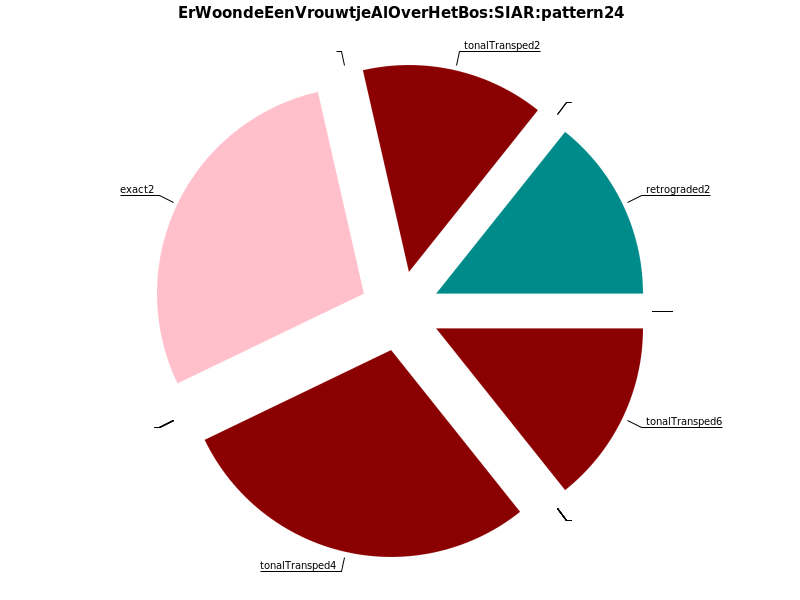 ErWoondeEenVrouwtjeAlOverHetBos:SIAR:pattern24
tonalTransped2
exact2
retrograded2
tonalTransped6
tonalTransped4